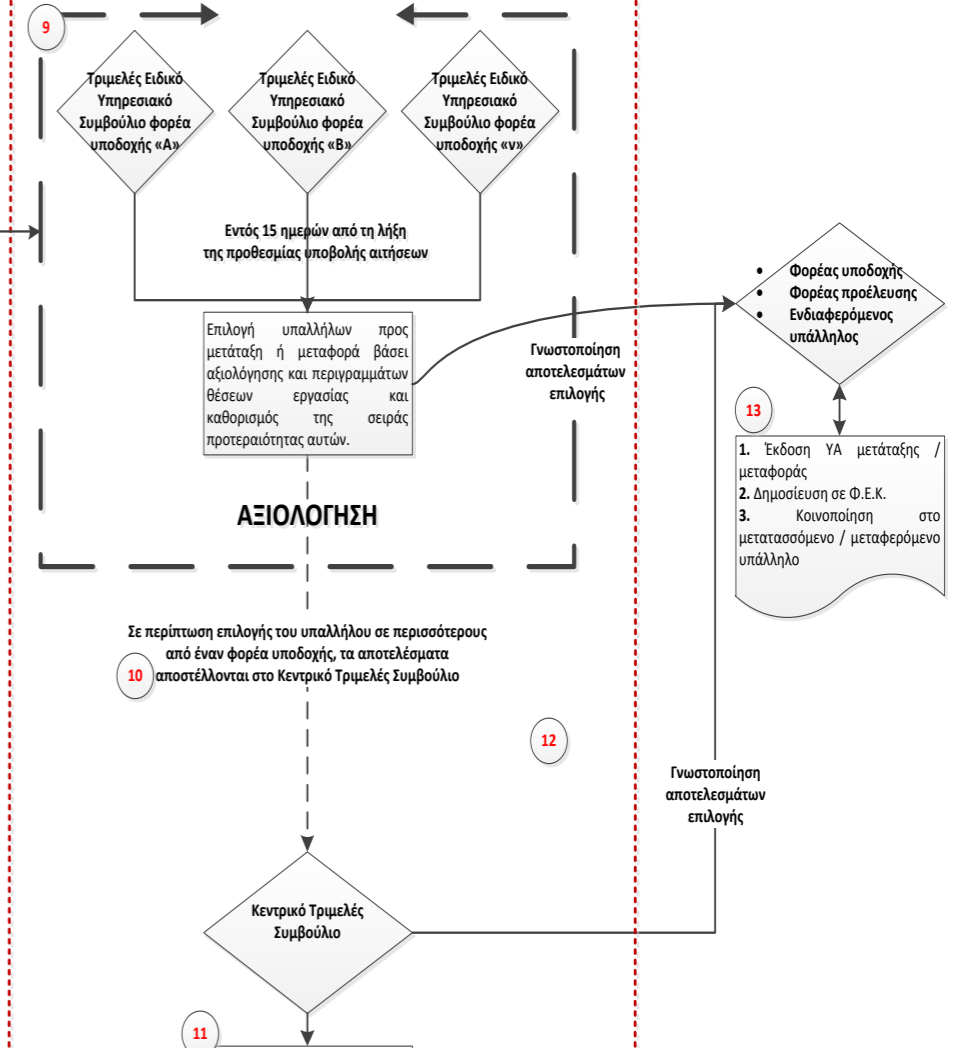 9
Τριμελές Ειδικό
Υπηρεσιακό
Συμβούλιο φορέα
υποδοχής «Α»
Τριμελές Ειδικό
Υπηρεσιακό
Συμβούλιο φορέα
υποδοχής «Β»
Τριμελές Ειδικό
Υπηρεσιακό
Συμβούλιο φορέα
υποδοχής «ν»
Εντός 15 ημερών από τη λήξη
της προθεσμίας υποβολής αιτήσεων
Επιλογή υπαλλήλων προς
μετάταξη ή μεταφορά βάσει
αξιολόγησης και περιγραμμάτων
θέσεων εργασίας και
καθορισμός της σειράς
προτεραιότητας αυτών.
ΑΞΙΟΛΟΓΗΣΗ
Γνωστοποίηση
αποτελεσμάτων
επιλογής
• Φορέας υποδοχής
• Φορέας προέλευσης
• Ενδιαφερόμενος
υπάλληλος
13
1. Έκδοση ΥΑ μετάταξης /
μεταφοράς
2. Δημοσίευση σε Φ.Ε.Κ.
3. Κοινοποίηση στο
μετατασσόμενο / μεταφερόμενο
υπάλληλο
Σε περίπτωση επιλογής του υπαλλήλου σε περισσότερους
από έναν φορέα υποδοχής, τα αποτελέσματα
10 αποστέλλονται στο Κεντρικό Τριμελές Συμβούλιο
12
Γνωστοποίηση
αποτελεσμάτων
επιλογής
Κεντρικό Τριμελές
Συμβούλιο
11